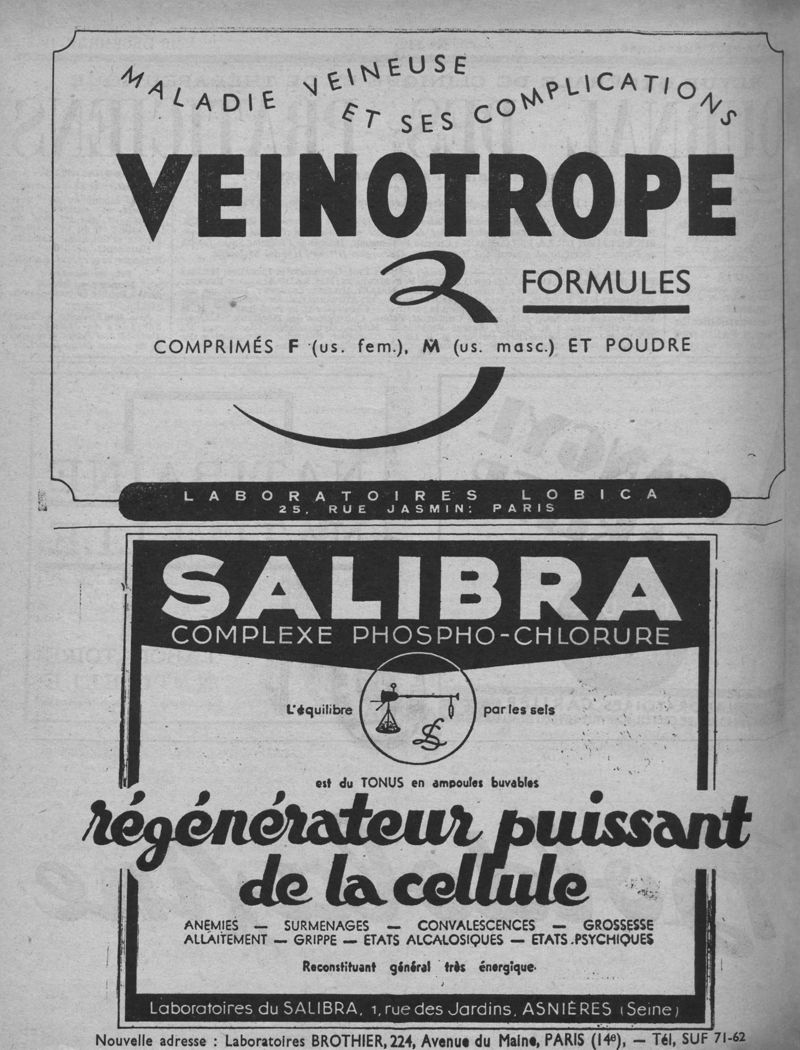 MALADIE VEINEUSE
ET SES COMPLICATIONS
VEINOTROPE
3 FORMULES
COMPRIMÉS F (us. fem.), M (us. masc.) ET POUDRE
LABORATOIRES LOBICA
25, RUE JASMIN; PARIS
SALIBRA
COMPLEXE PHOSPHO-CHLORURE
L'équilibre par les sels
LS
est du TONUS en ampoules buvables
régénérateur puissant
de la cellule
ANEMIES — SURMENAGES — CONVALESCENCES — GROSSESSE
ALLAITEMENT — GRIPPE — ETATS ALCALOSIQUES — ETATS PSYCHIQUES
Reconstituant général très énergique.
Laboratoires du SALIBRA, 1, rue des Jardins, ASNIÈRES (Seine)
Nouvelle adresse : Laboratoires BROTHIER, 224, Avenue du Maine, PARIS (14e), — Tél, SUF 71-62